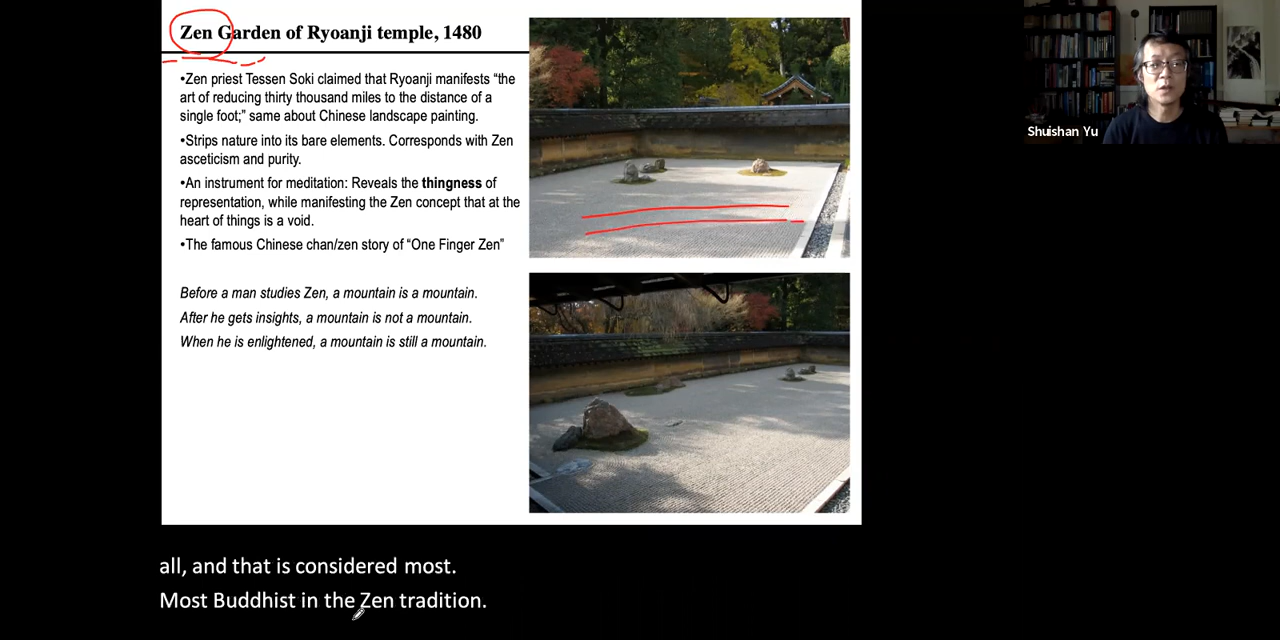 Zen Garden of Ryoanji temple, 1480
•Zen priest Tessen Soki claimed that Ryoanji manifests “the
art of reducing thirty thousand miles to the distance of a
single foot;” same about Chinese landscape painting.
•Strips nature into its bare elements. Corresponds with Zen
asceticism and purity.
•An instrument for meditation: Reveals the thingness of
representation, while manifesting the Zen concept that at the
heart of things is a void.
•The famous Chinese chan/zen story of “One Finger Zen”
Before a man studies Zen, a mountain is a mountain.
After he gets insights, a mountain is not a mountain.
When he is enlightened, a mountain is still a mountain.
Shuishan Yu
all, and that is considered most.
Most Buddhist in the Zen tradition.